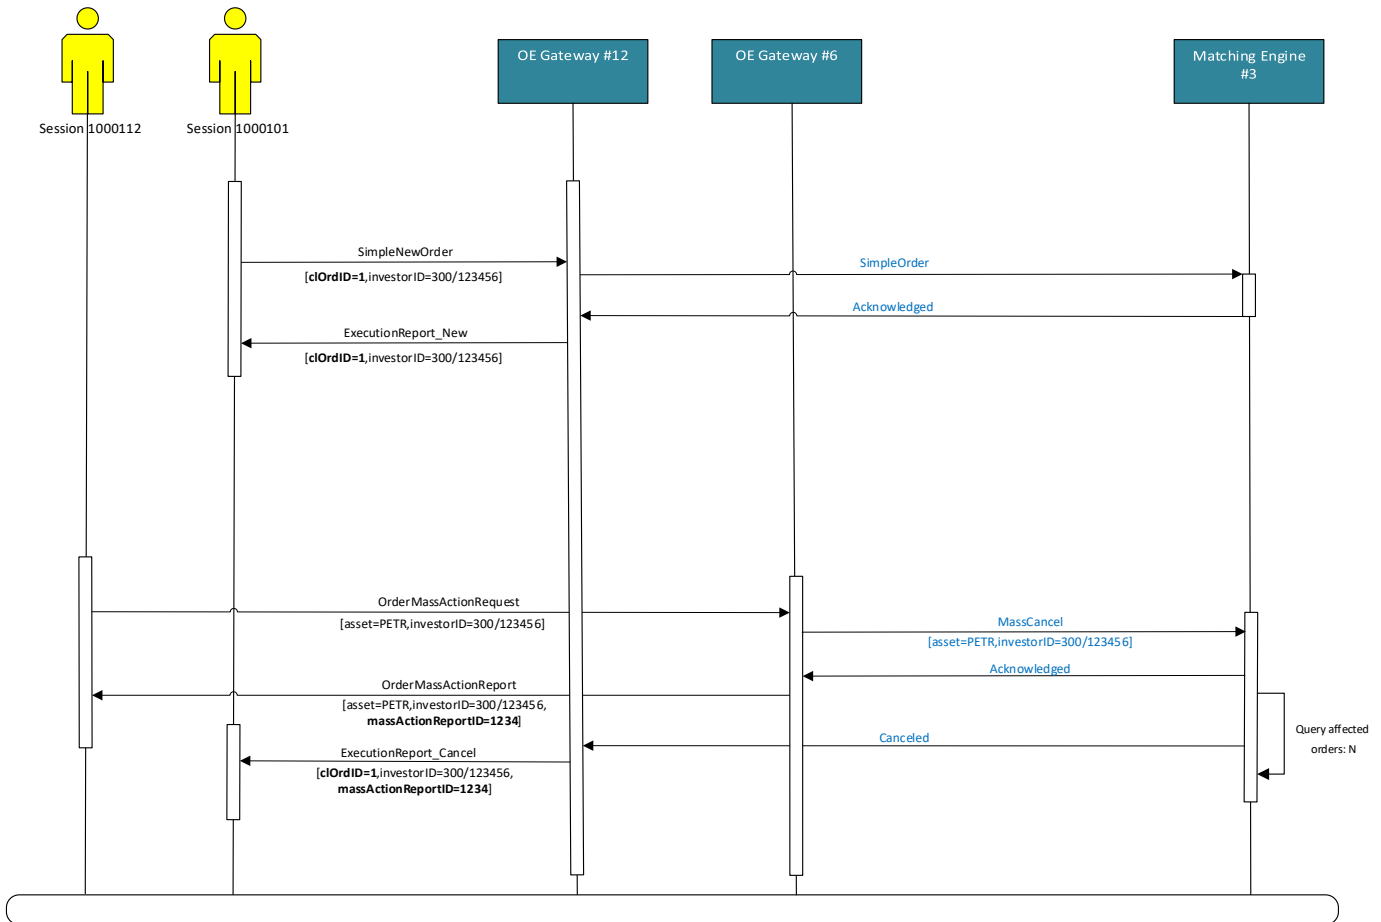 Session 1000112
Session 1000101
OE Gateway #12
OE Gateway #6
Matching Engine
#3
SimpleNewOrder
[clOrdID=1,investorID=300/123456]
SimpleOrder
Acknowledged
ExecutionReport_New
[clOrdID=1,investorID=300/123456]
OrderMassActionRequest
[asset=PETR,investorID=300/123456]
MassCancel
[asset=PETR,investorID=300/123456]
Acknowledged
OrderMassActionReport
[asset=PETR,investorID=300/123456,
massActionReportID=1234]
Query affected
orders: N
Canceled
ExecutionReport_Cancel
[clOrdID=1,investorID=300/123456,
massActionReportID=1234]